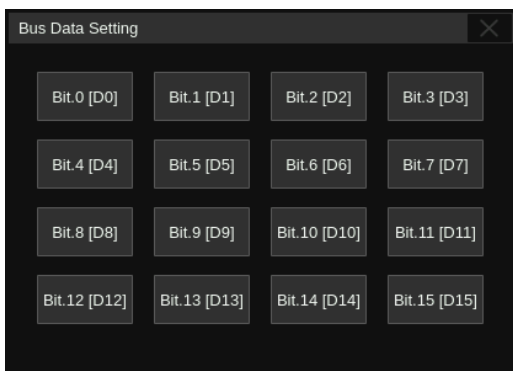 Bus Data Setting
Bit.0 [D0] Bit.1 [D1] Bit.2 [D2] Bit.3 [D3]
Bit.4 [D4] Bit.5 [D5] Bit.6 [D6] Bit.7 [D7]
Bit.8 [D8] Bit.9 [D9] Bit.10 [D10] Bit.11 [D11]
Bit.12 [D12] Bit.13 [D13] Bit.14 [D14] Bit.15 [D15]